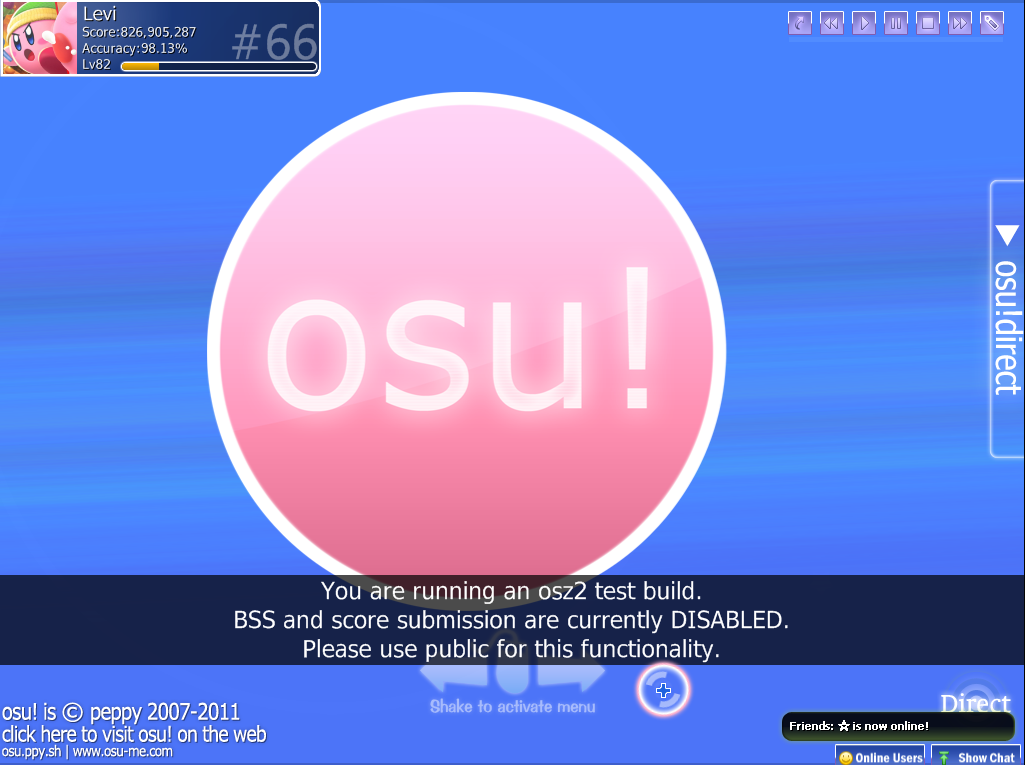 Levi
Score:826,905,287
Accuracy:98.13%
Lv82
#66
osu!
osu!direct
You are running an osz2 test build.
BSS and score submission are currently DISABLED.
Please use public for this functionality.
Shake to activate menu
osu! is © peppy 2007-2011
click here to visit osu! on the web
osu.ppy.sh | www.osu-me.com
Direct
Friends: ☆ is now online!
Online Users
Show Chat